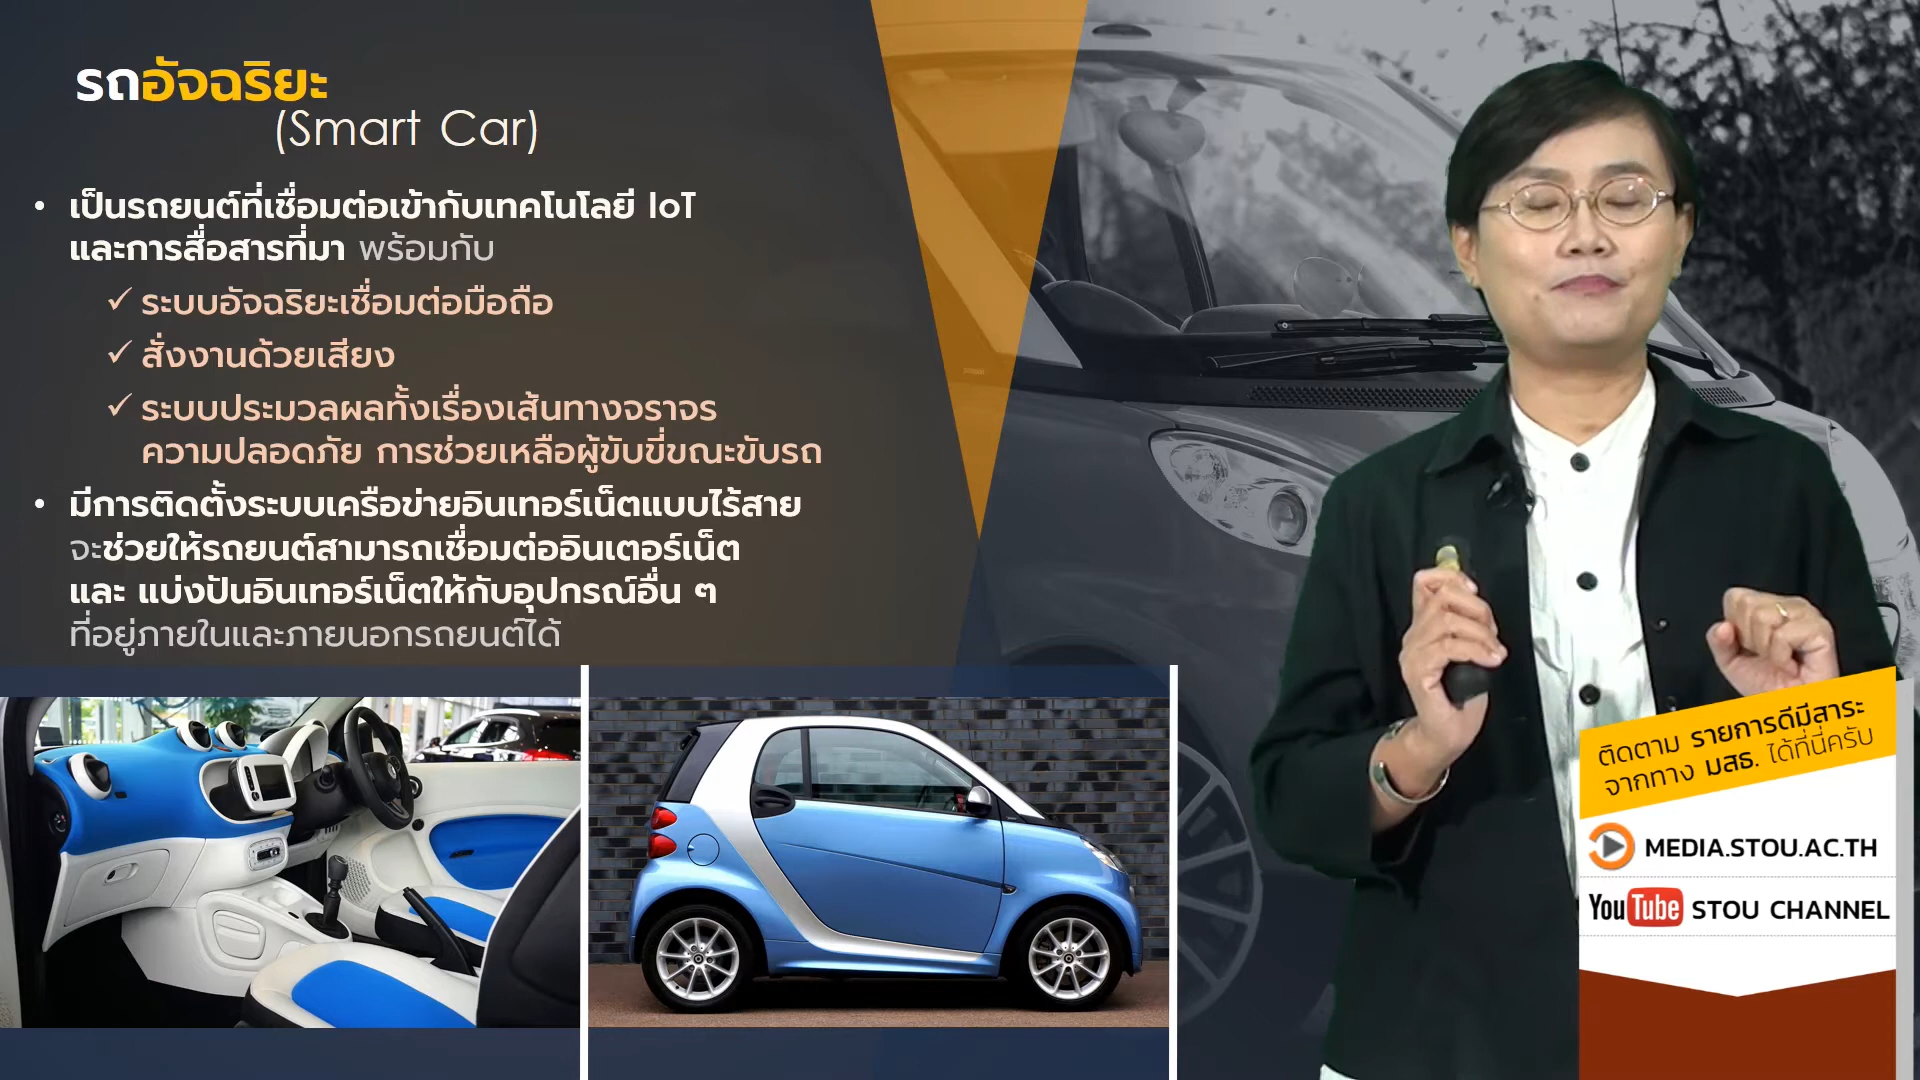 รถอัจฉริยะ
(Smart Car)
• เป็นรถยนต์ที่เชื่อมต่อเข้ากับเทคโนโลยี IoT
และการสื่อสารที่มา พร้อมกับ
✓ ระบบอัจฉริยะเชื่อมต่อมือถือ
✓ สั่งงานด้วยเสียง
✓ ระบบประมวลผลทั้งเรื่องเส้นทางจราจร
ความปลอดภัย การช่วยเหลือผู้ขับขี่ขณะขับรถ
• มีการติดตั้งระบบเครือข่ายอินเทอร์เน็ตแบบไร้สาย
จะช่วยให้รถยนต์สามารถเชื่อมต่ออินเตอร์เน็ต
และ แบ่งปันอินเทอร์เน็ตให้กับอุปกรณ์อื่น ๆ
ที่อยู่ภายในและภายนอกรถยนต์ได้
ติดตาม รายการดีมีสาระ
จากทาง มสธ. ได้ที่นี่ครับ
MEDIA.STOU.AC.TH
YouTube STOU CHANNEL